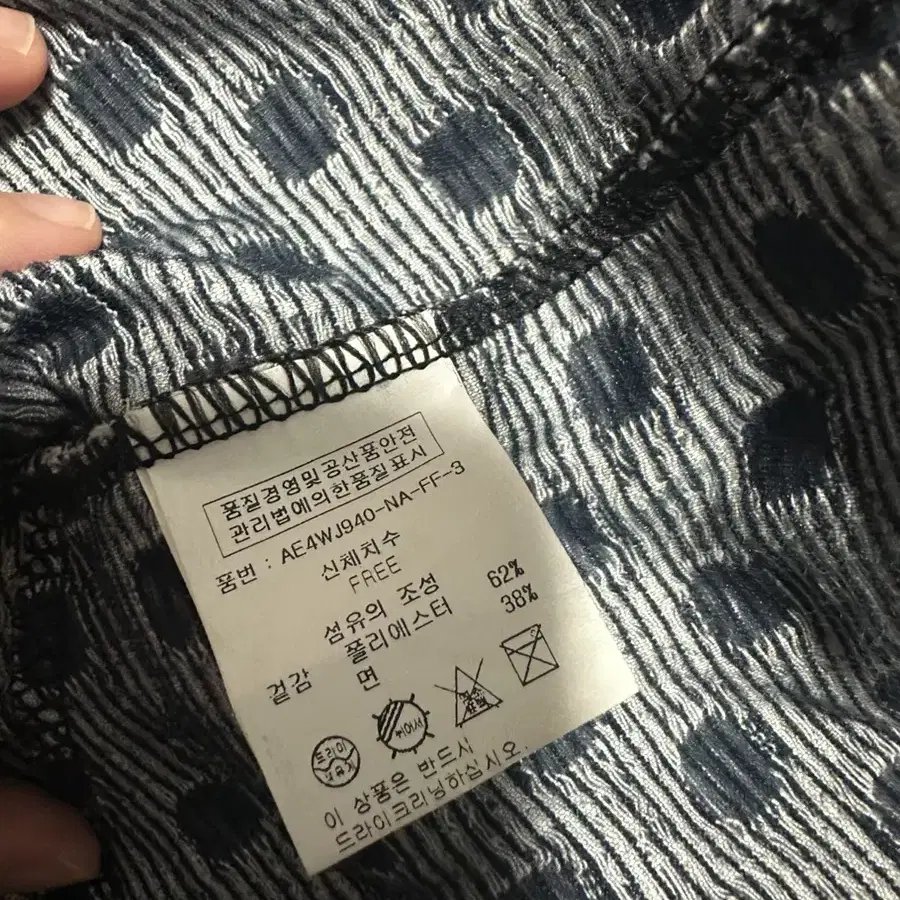 품질경영및공산품안전
관리법에의한품질표시
품번 : AE4WJ940-NA-FF-3
신체치수
FREE
섬유의 조성
겉감 폴리에스터 62%
면 38%
드라이
뉘어서
이 상품은 반드시
드라이크리닝하십시오.